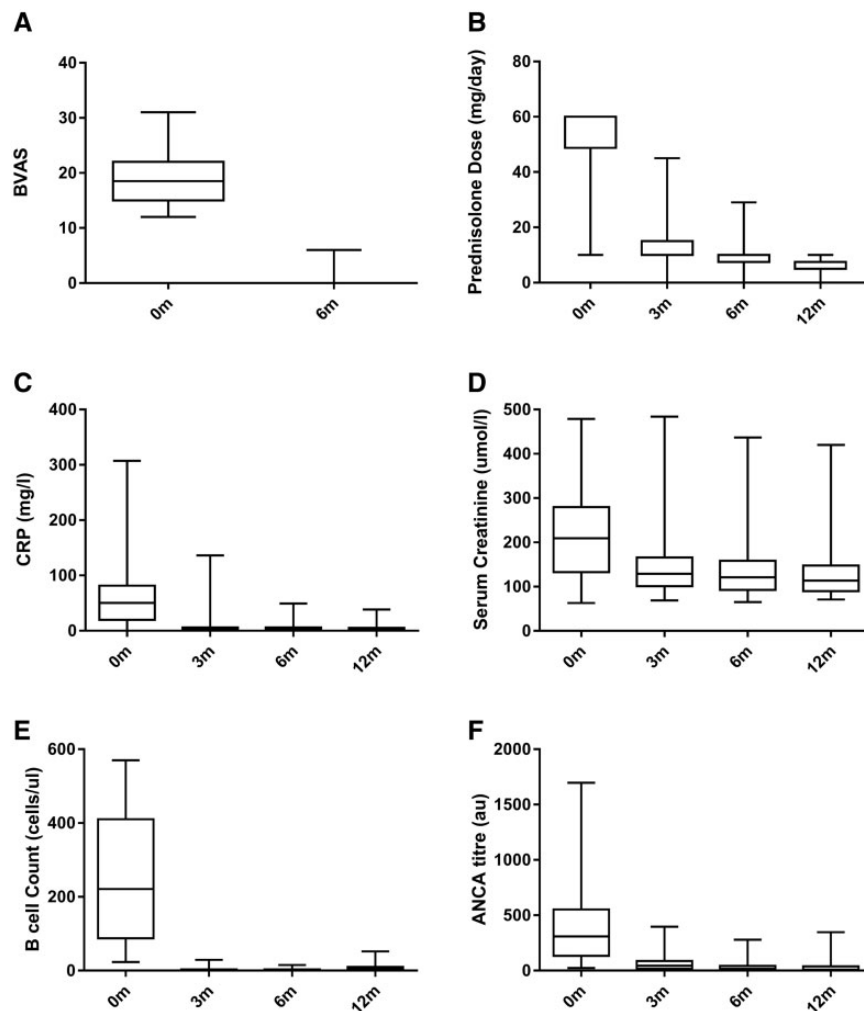 A
BVAS
40
30
20
10
0
0m
6m
B
Prednisolone Dose (mg/day)
80
60
40
20
0
0m
3m
6m
12m
C
CRP (mg/l)
400
300
200
100
0
0m
3m
6m
12m
D
Serum Creatinine (umol/l)
500
400
300
200
100
0
0m
3m
6m
12m
E
B cell Count (cells/ul)
600
400
200
0
0m
3m
6m
12m
F
ANCA titre (au)
2000
1500
1000
500
0
0m
3m
6m
12m